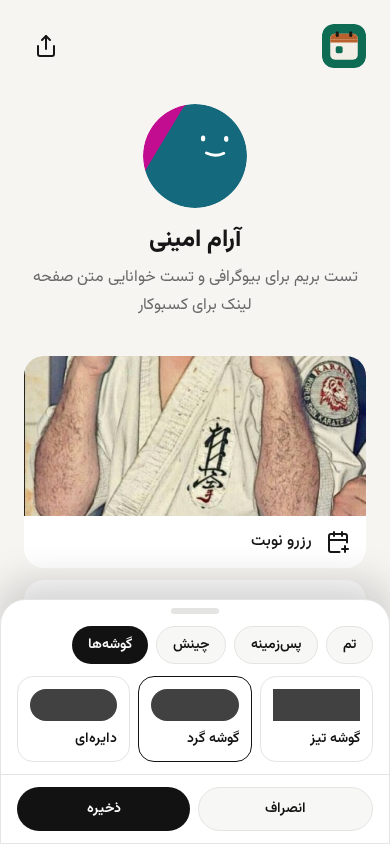 آرام امینی
تست بریم برای بیوگرافی و تست خوانایی متن صفحه
لینک برای کسبوکار
KARATE
رزرو نوبت
تم
پس‌زمینه
چینش
گوشه‌ها
گوشه تیز
گوشه گرد
دایره‌ای
انصراف
ذخیره